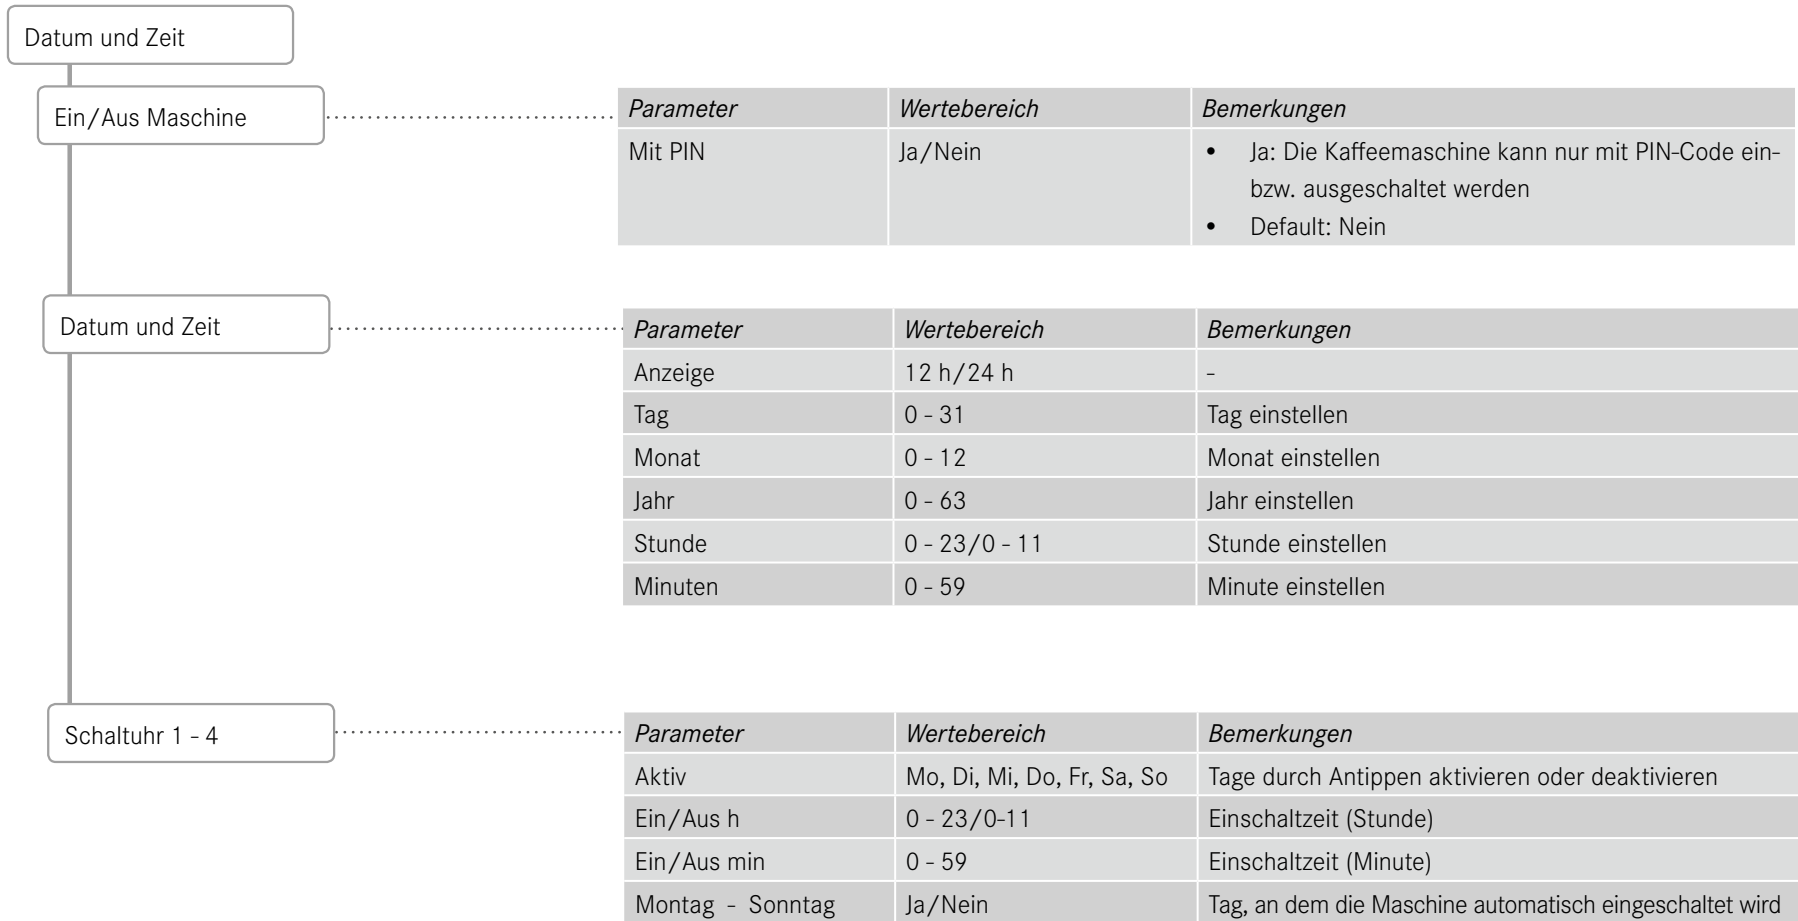 Datum und Zeit
Ein/Aus Maschine
Parameter Wertebereich Bemerkungen
Mit PIN Ja/Nein • Ja: Die Kaffeemaschine kann nur mit PIN-Code ein-
bzw. ausgeschaltet werden
• Default: Nein
Datum und Zeit
Parameter Wertebereich Bemerkungen
Anzeige 12 h/24 h -
Tag 0 - 31 Tag einstellen
Monat 0 - 12 Monat einstellen
Jahr 0 - 63 Jahr einstellen
Stunde 0 - 23/0 - 11 Stunde einstellen
Minuten 0 - 59 Minute einstellen
Schaltuhr 1 - 4
Parameter Wertebereich Bemerkungen
Aktiv Mo, Di, Mi, Do, Fr, Sa, So Tage durch Antippen aktivieren oder deaktivieren
Ein/Aus h 0 - 23/0-11 Einschaltzeit (Stunde)
Ein/Aus min 0 - 59 Einschaltzeit (Minute)
Montag - Sonntag Ja/Nein Tag, an dem die Maschine automatisch eingeschaltet wird